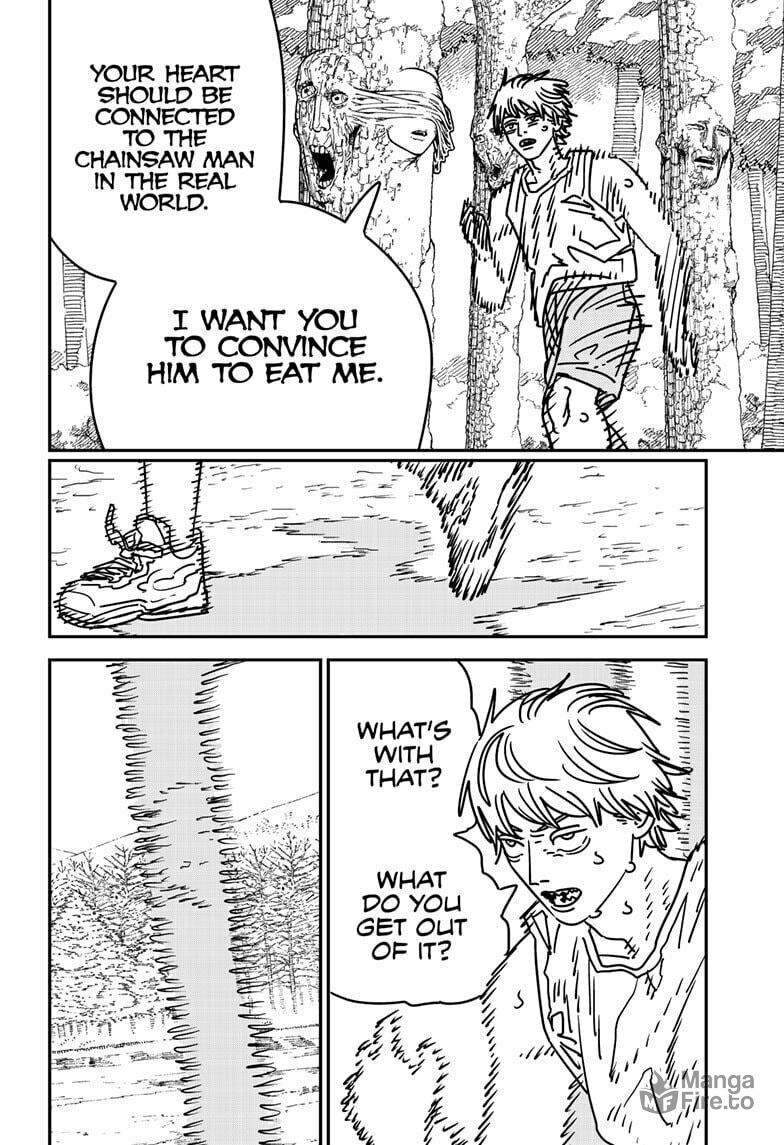 YOUR HEART
SHOULD BE
CONNECTED
TO THE
CHAINSAW MAN
IN THE REAL
WORLD.
I WANT YOU
TO CONVINCE
HIM TO EAT ME.
WHAT'S
WITH
THAT?
WHAT
DO YOU
GET OUT
OF IT?
MF
Manga
Fire.to